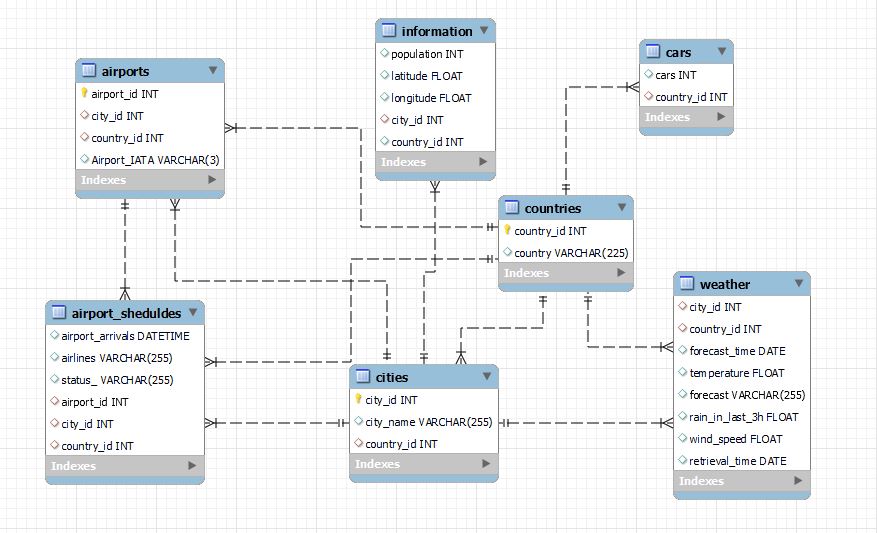 airports
airport_id INT
city_id INT
country_id INT
Airport_IATA VARCHAR(3)
Indexes
information
population INT
latitude FLOAT
longitude FLOAT
city_id INT
country_id INT
Indexes
cars
cars INT
country_id INT
Indexes
countries
country_id INT
country VARCHAR(225)
Indexes
airport_sheduldes
airport_arrivals DATETIME
airlines VARCHAR(255)
status_ VARCHAR(255)
airport_id INT
city_id INT
country_id INT
Indexes
cities
city_id INT
city_name VARCHAR(255)
country_id INT
Indexes
weather
city_id INT
country_id INT
forecast_time DATE
temperature FLOAT
forecast VARCHAR(255)
rain_in_last_3h FLOAT
wind_speed FLOAT
retrieval_time DATE
Indexes